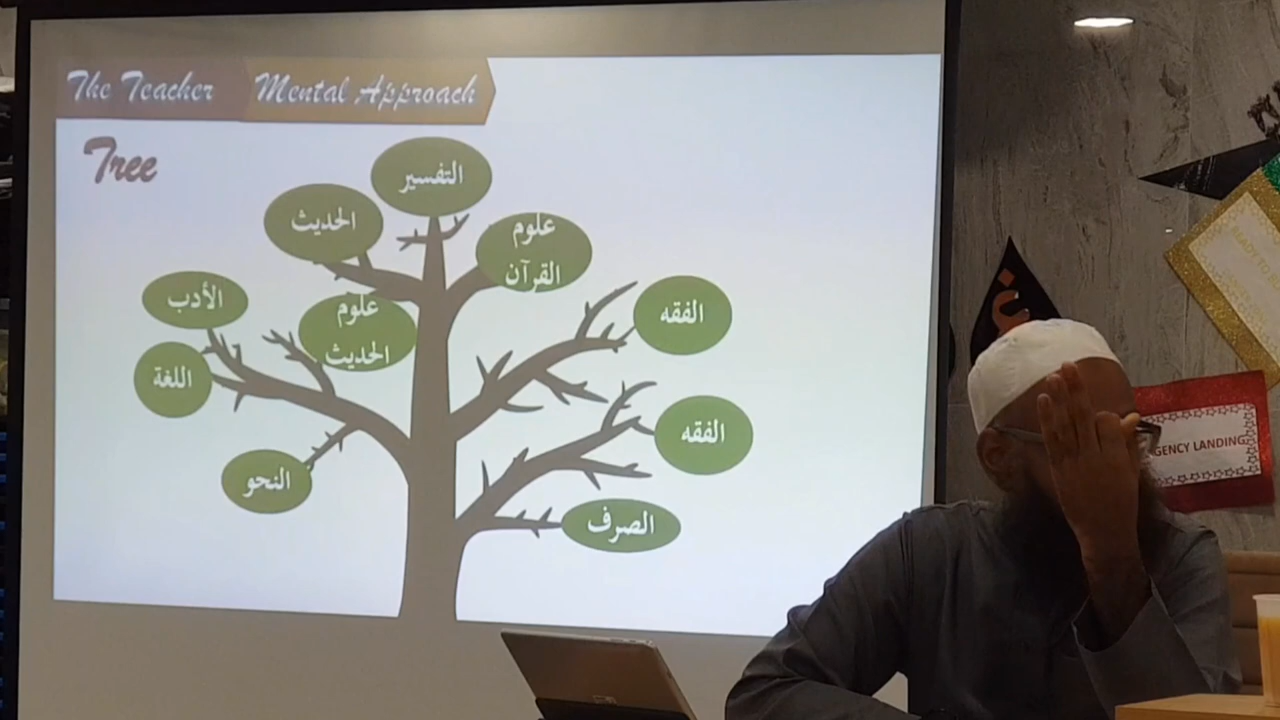 The Teacher Mental Approach
Tree
التفسير
الحديث
علوم
القرآن
الأدب
علوم
الحديث
الفقه
اللغة
الفقه
النحو
الصرف
غ
GENCY LANDING